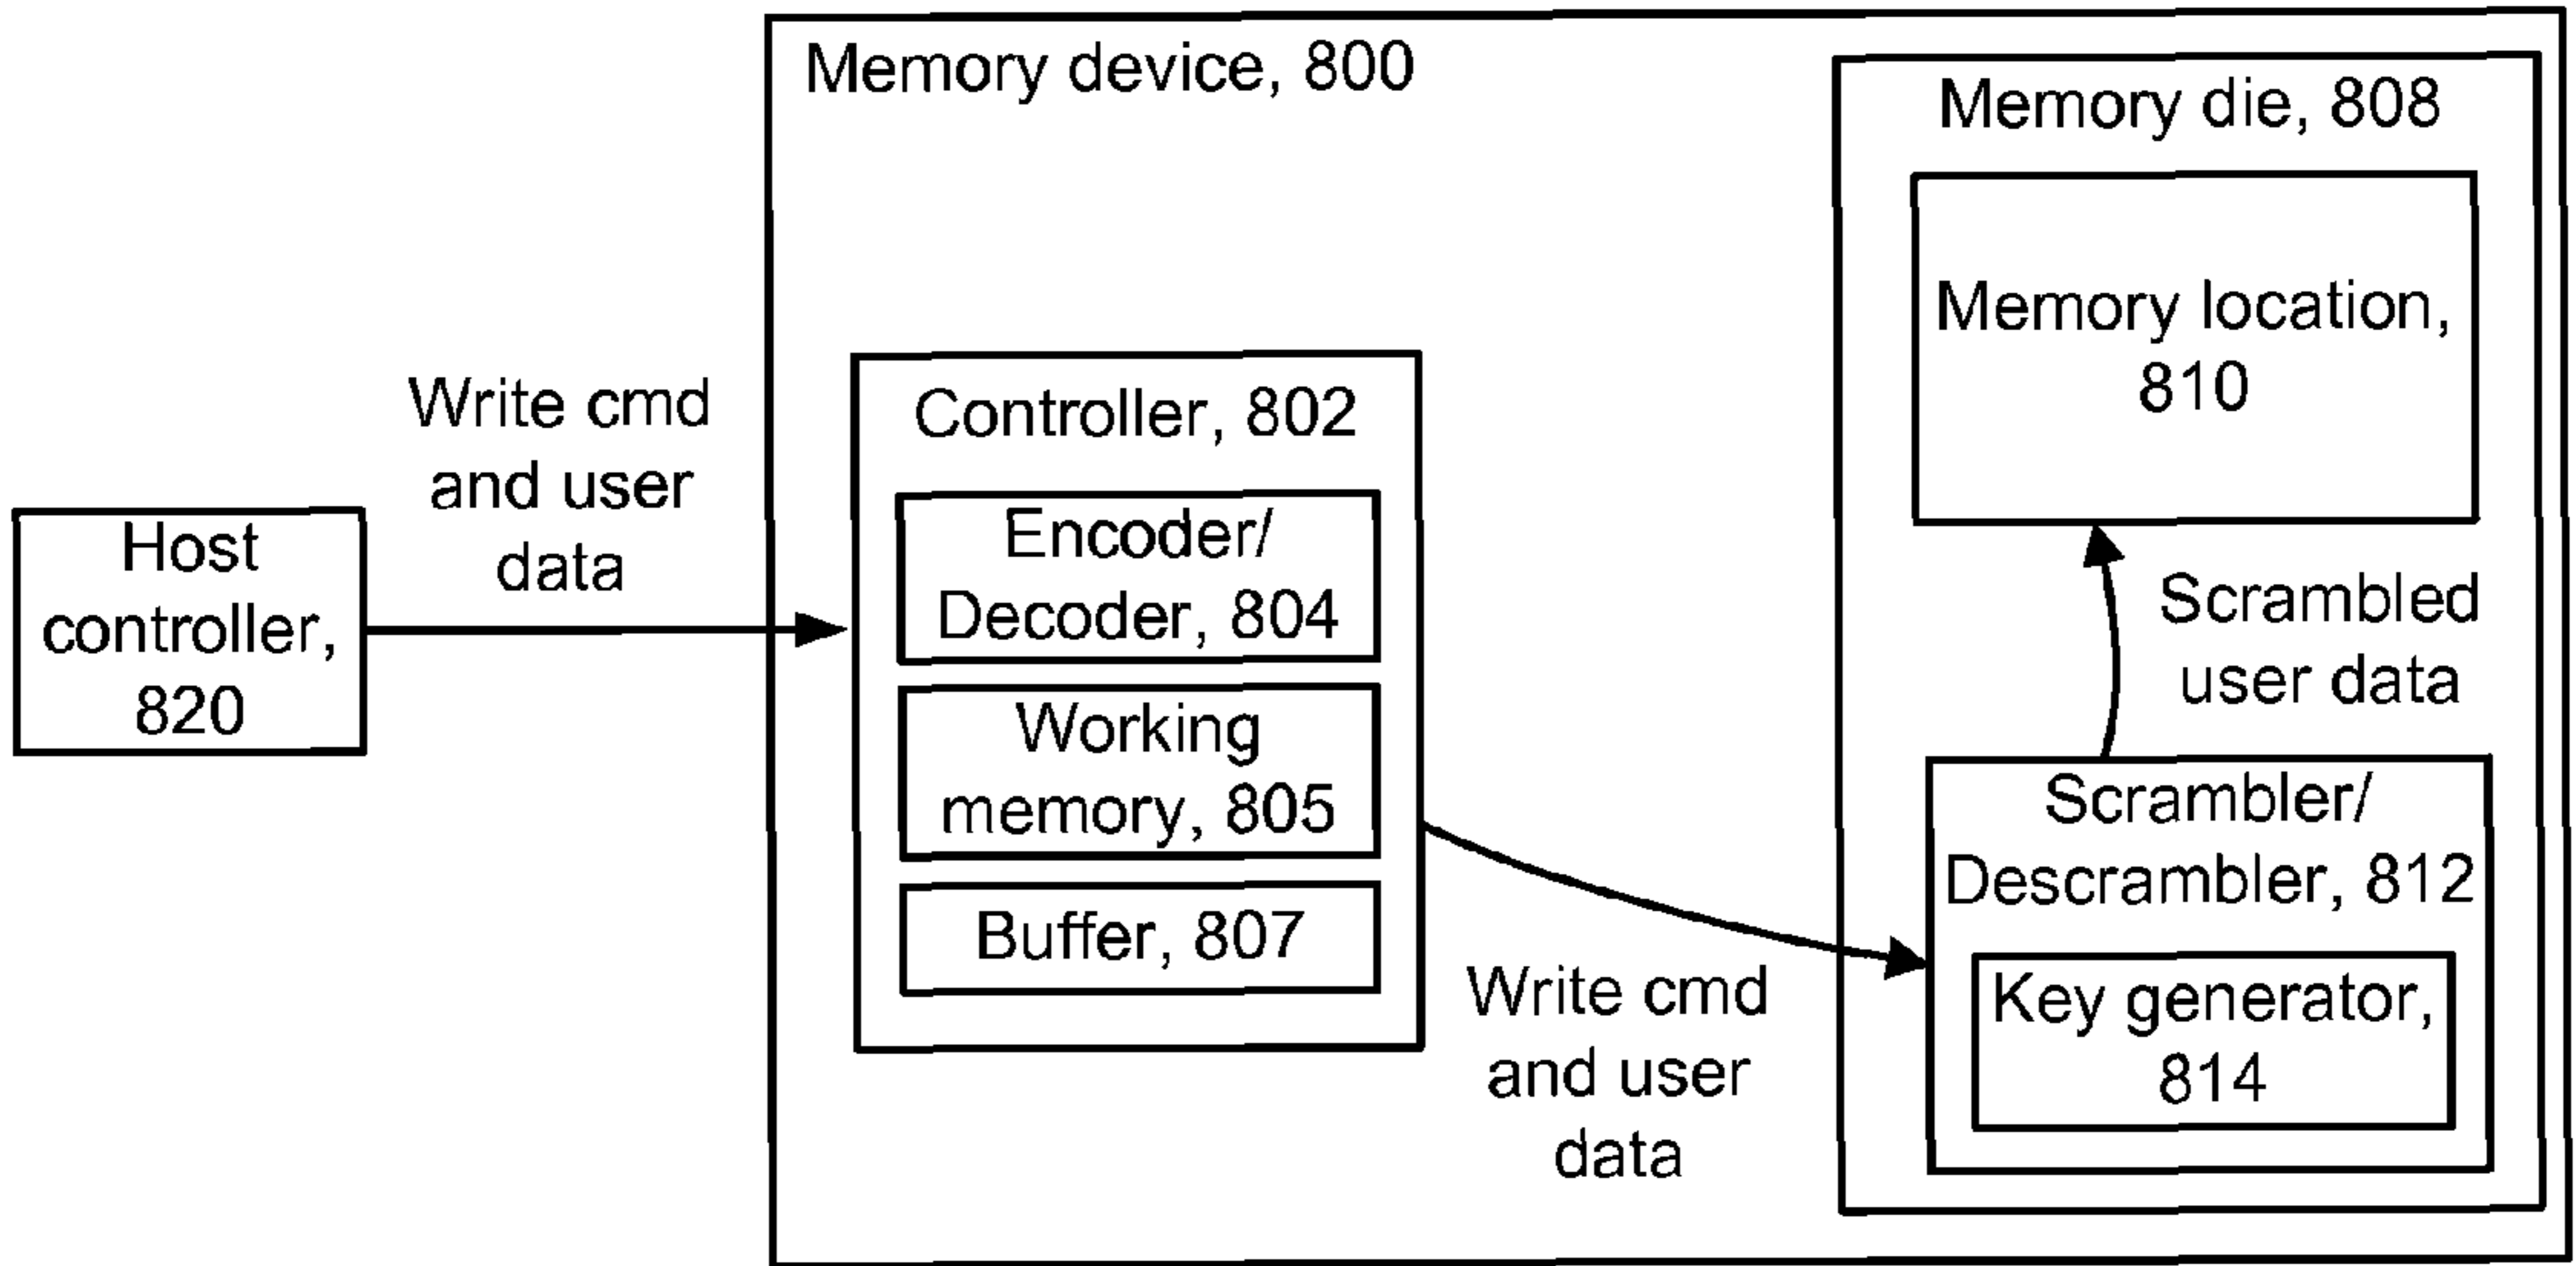 Memory device, 800
Memory die, 808
Memory location,
810
Write cmd
and user
data
Controller, 802
Host
controller,
820
Encoder/
Decoder, 804
Scrambled
user data
Working
memory, 805
Scrambler/
Descrambler, 812
Buffer, 807
Write cmd
and user
data
Key generator,
814